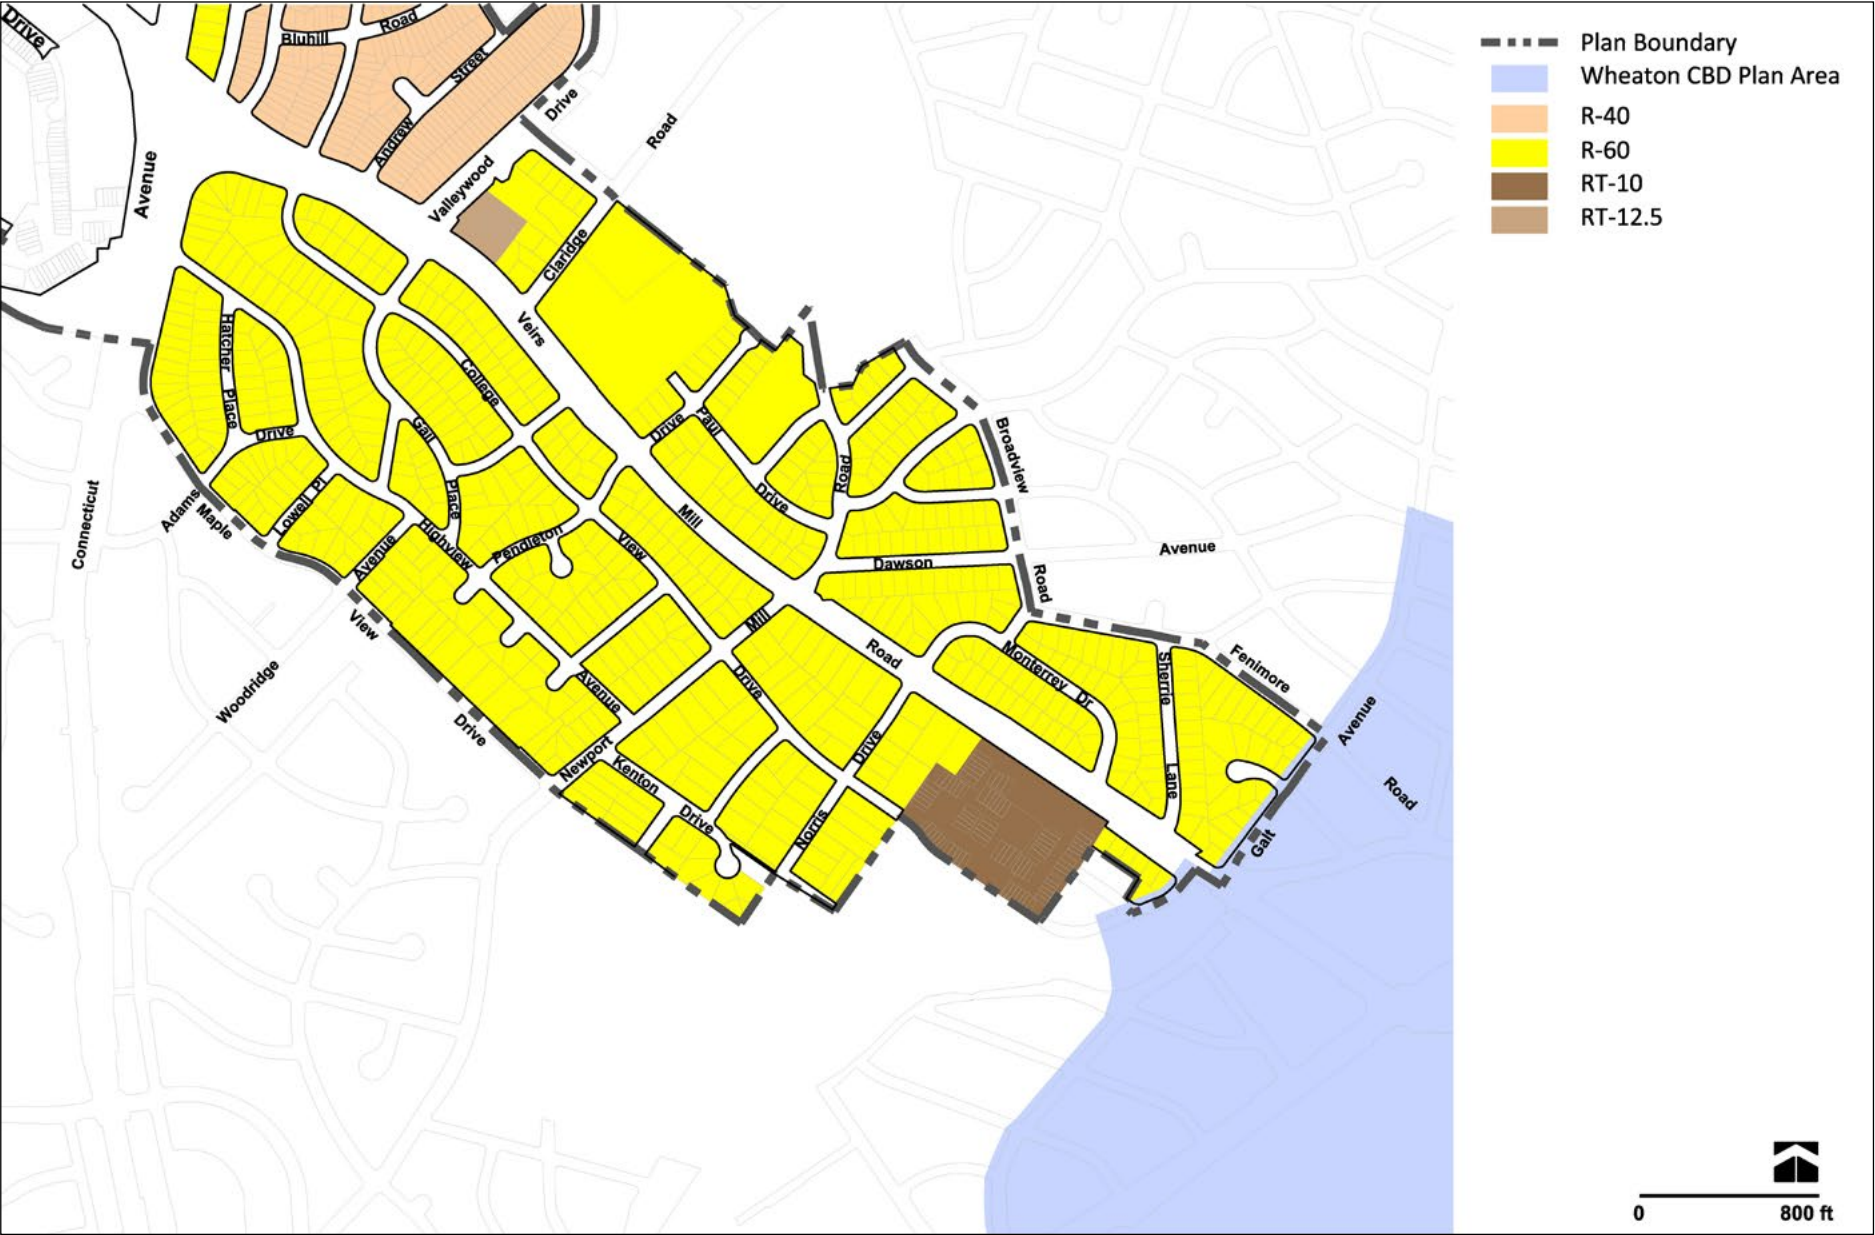 Drive
Bluhill
Road
Street
Andrew
Drive
Road
Avenue
Valleywood
Claridge
Veirs
Hatcher
Place
Drive
College
Gail
Place
Drive
Paul
Drive
Road
Broadview
Road
Connecticut
Adams
Maple
Lowell Pl
Avenue
Highview
Pendleton
View
Mill
Dawson
Avenue
View
Drive
Woodridge
Avenue
Newport
Kenton
Drive
Mill
Drive
Road
Drive
Norris
Monterrey Dr
Sherrie
Lane
Fenimore
Avenue
Road
Galt
Plan Boundary
Wheaton CBD Plan Area
R-40
R-60
RT-10
RT-12.5
0
800 ft